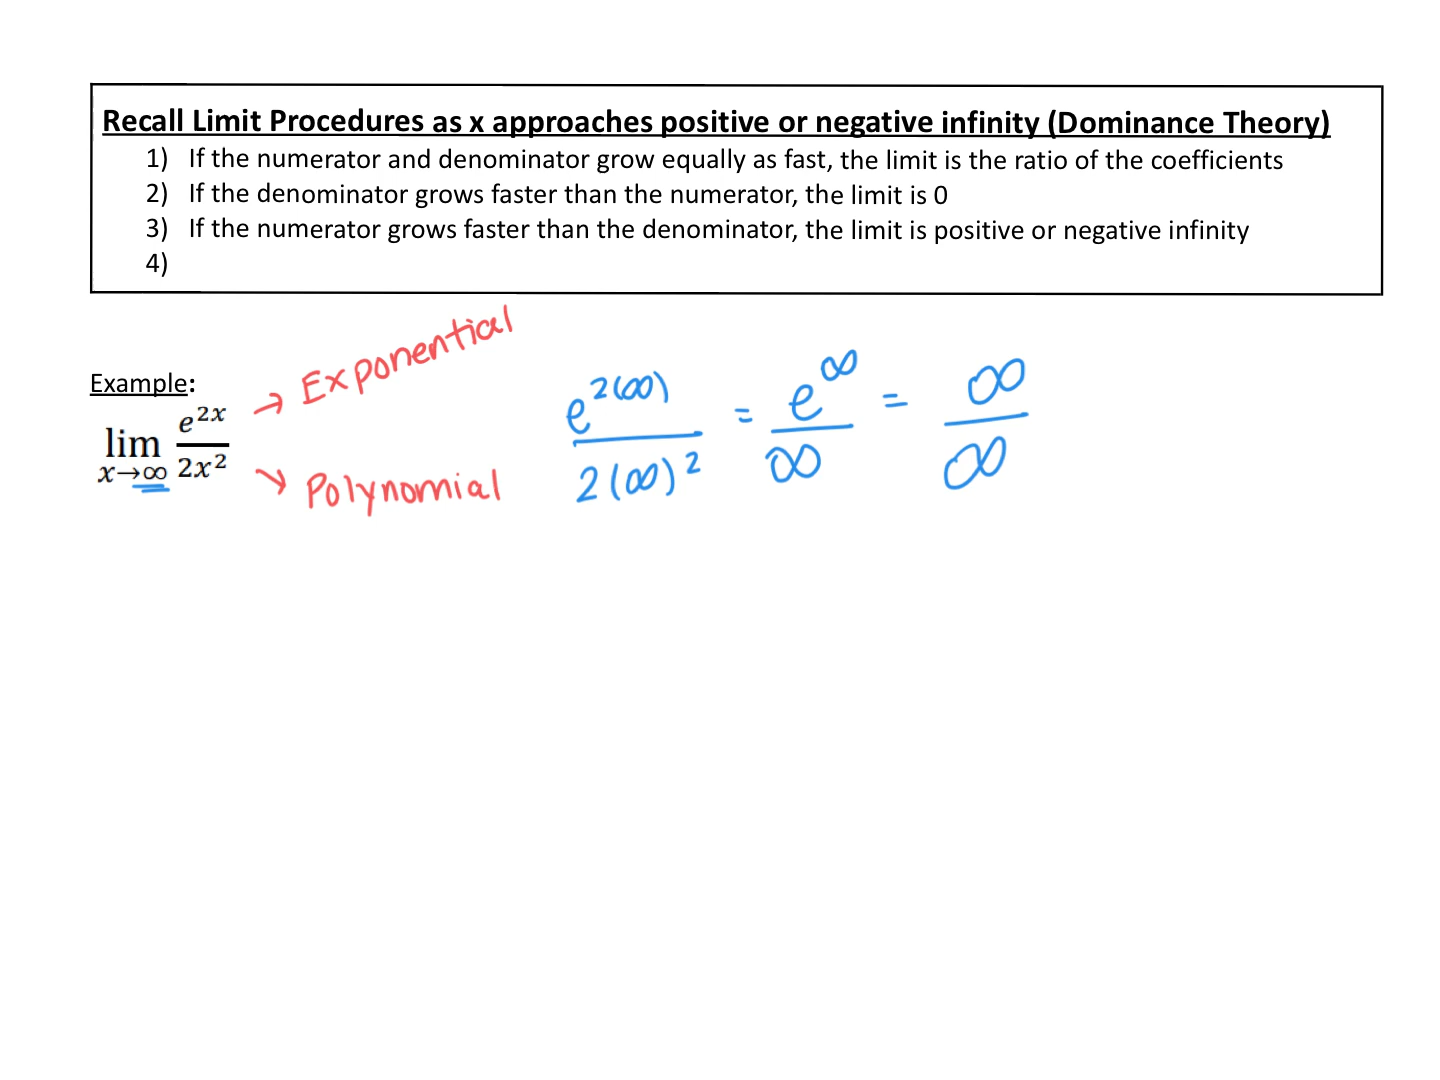 Recall Limit Procedures as x approaches positive or negative infinity (Dominance Theory)
1) If the numerator and denominator grow equally as fast, the limit is the ratio of the coefficients
2) If the denominator grows faster than the numerator, the limit is 0
3) If the numerator grows faster than the denominator, the limit is positive or negative infinity
4)
Example:
lim x→∞ e^{2x} / 2x^2
→ Exponential
↘ Polynomial
e^{2(∞)} / 2(∞)^2 = e^∞ / ∞ = ∞ / ∞